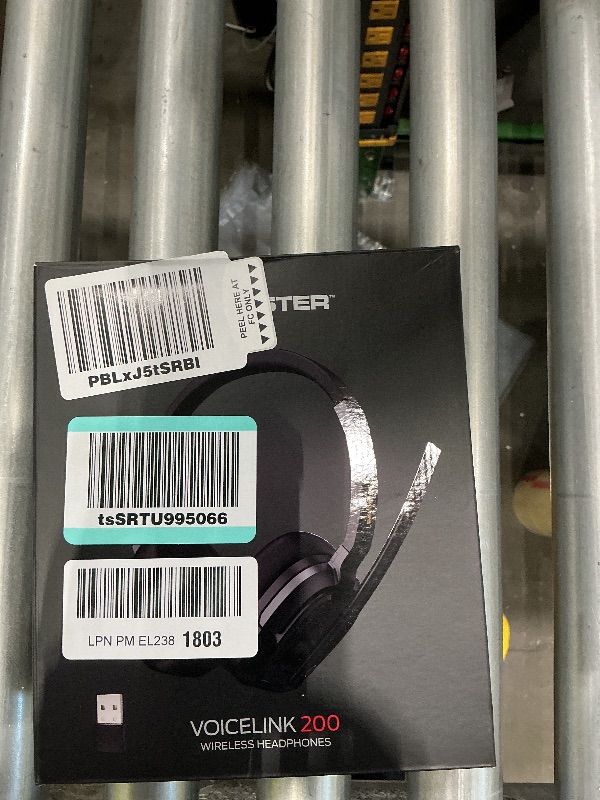 PEEL HERE AT
FC ONLY
STER™
PBLxJ5tSRBI
tsSRTU995066
LPN PM EL238 1803
VOICELINK 200
WIRELESS HEADPHONES